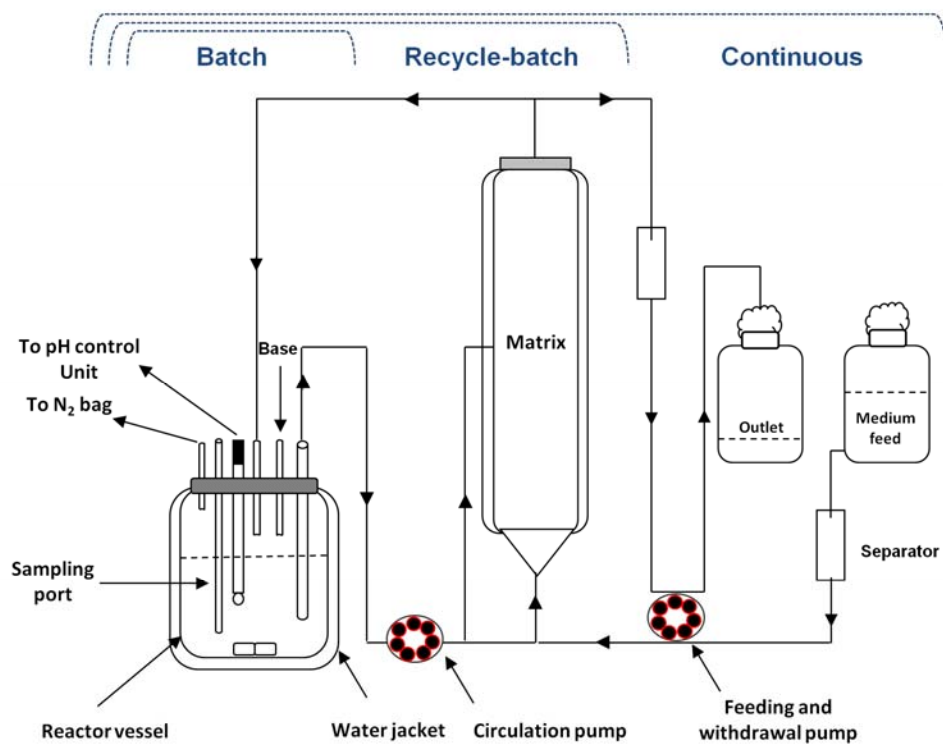 Batch
Recycle-batch
Continuous
To pH control
Unit
To N₂ bag
Base
Matrix
Outlet
Medium
feed
Sampling
port
Separator
Reactor vessel
Water jacket
Circulation pump
Feeding and
withdrawal pump